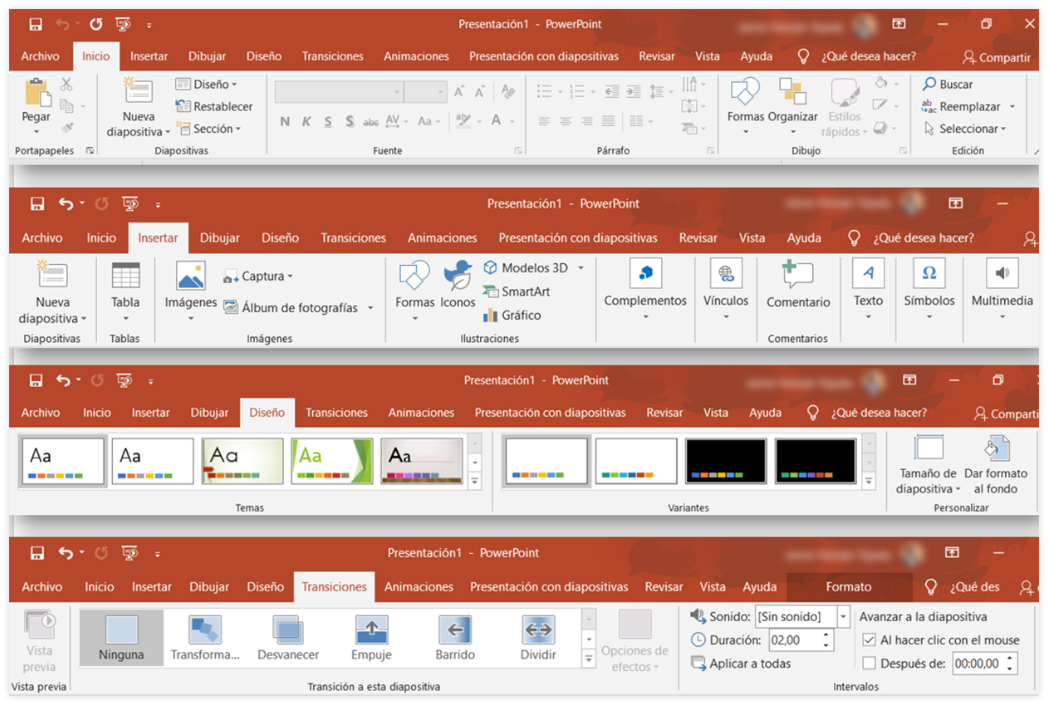 Presentación1 - PowerPoint
Archivo Inicio Insertar Dibujar Diseño Transiciones Animaciones Presentación con diapositivas Revisar Vista Ayuda ¿Qué desea hacer? Compartir
Pegar
Nueva diapositiva
Diseño
Restablecer
Sección
N K S S abc AV Aa A
Formas Organizar Estilos rápidos
Buscar
Reemplazar
Seleccionar
Portapapeles Diapositivas Fuente Párrafo Dibujo Edición
Presentación1 - PowerPoint
Archivo Inicio Insertar Dibujar Diseño Transiciones Animaciones Presentación con diapositivas Revisar Vista Ayuda ¿Qué desea hacer?
Nueva diapositiva
Tabla
Imágenes
Captura
Álbum de fotografías
Formas Iconos
Modelos 3D
SmartArt
Gráfico
Complementos Vínculos Comentario Texto Símbolos Multimedia
Diapositivas Tablas Imágenes Ilustraciones Comentarios
Presentación1 - PowerPoint
Archivo Inicio Insertar Dibujar Diseño Transiciones Animaciones Presentación con diapositivas Revisar Vista Ayuda ¿Qué desea hacer? Comparti
Aa Aa Aa Aa Aa
Tamaño de diapositiva
Dar formato al fondo
Temas Variantes Personalizar
Presentación1 - PowerPoint
Archivo Inicio Insertar Dibujar Diseño Transiciones Animaciones Presentación con diapositivas Revisar Vista Ayuda Formato ¿Qué des
Vista previa
Ninguna Transforma... Desvanecer Empuje Barrido Dividir
Opciones de efectos
Sonido: [Sin sonido]
Duración: 02,00
Aplicar a todas
Avanzar a la diapositiva
Al hacer clic con el mouse
Después de: 00:00,00
Vista previa Transición a esta diapositiva Intervalos